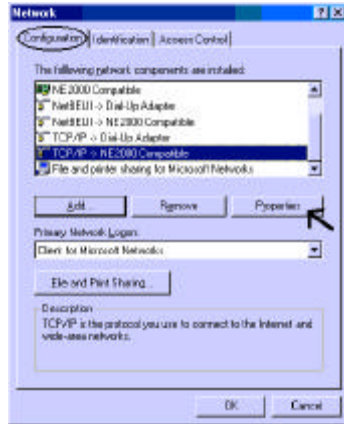 Network
Configuration Identification Access Control
The following network components are installed:
NE2000 Compatible
NetBEUI -> Dial-Up Adapter
NetBEUI -> NE2000 Compatible
TCP/IP -> Dial-Up Adapter
TCP/IP -> NE2000 Compatible
File and printer sharing for Microsoft Networks
Add... Remove Properties
Primary Network Logon:
Client for Microsoft Networks
File and Print Sharing...
Description
TCP/IP is the protocol you use to connect to the Internet and
wide-area networks.
OK Cancel